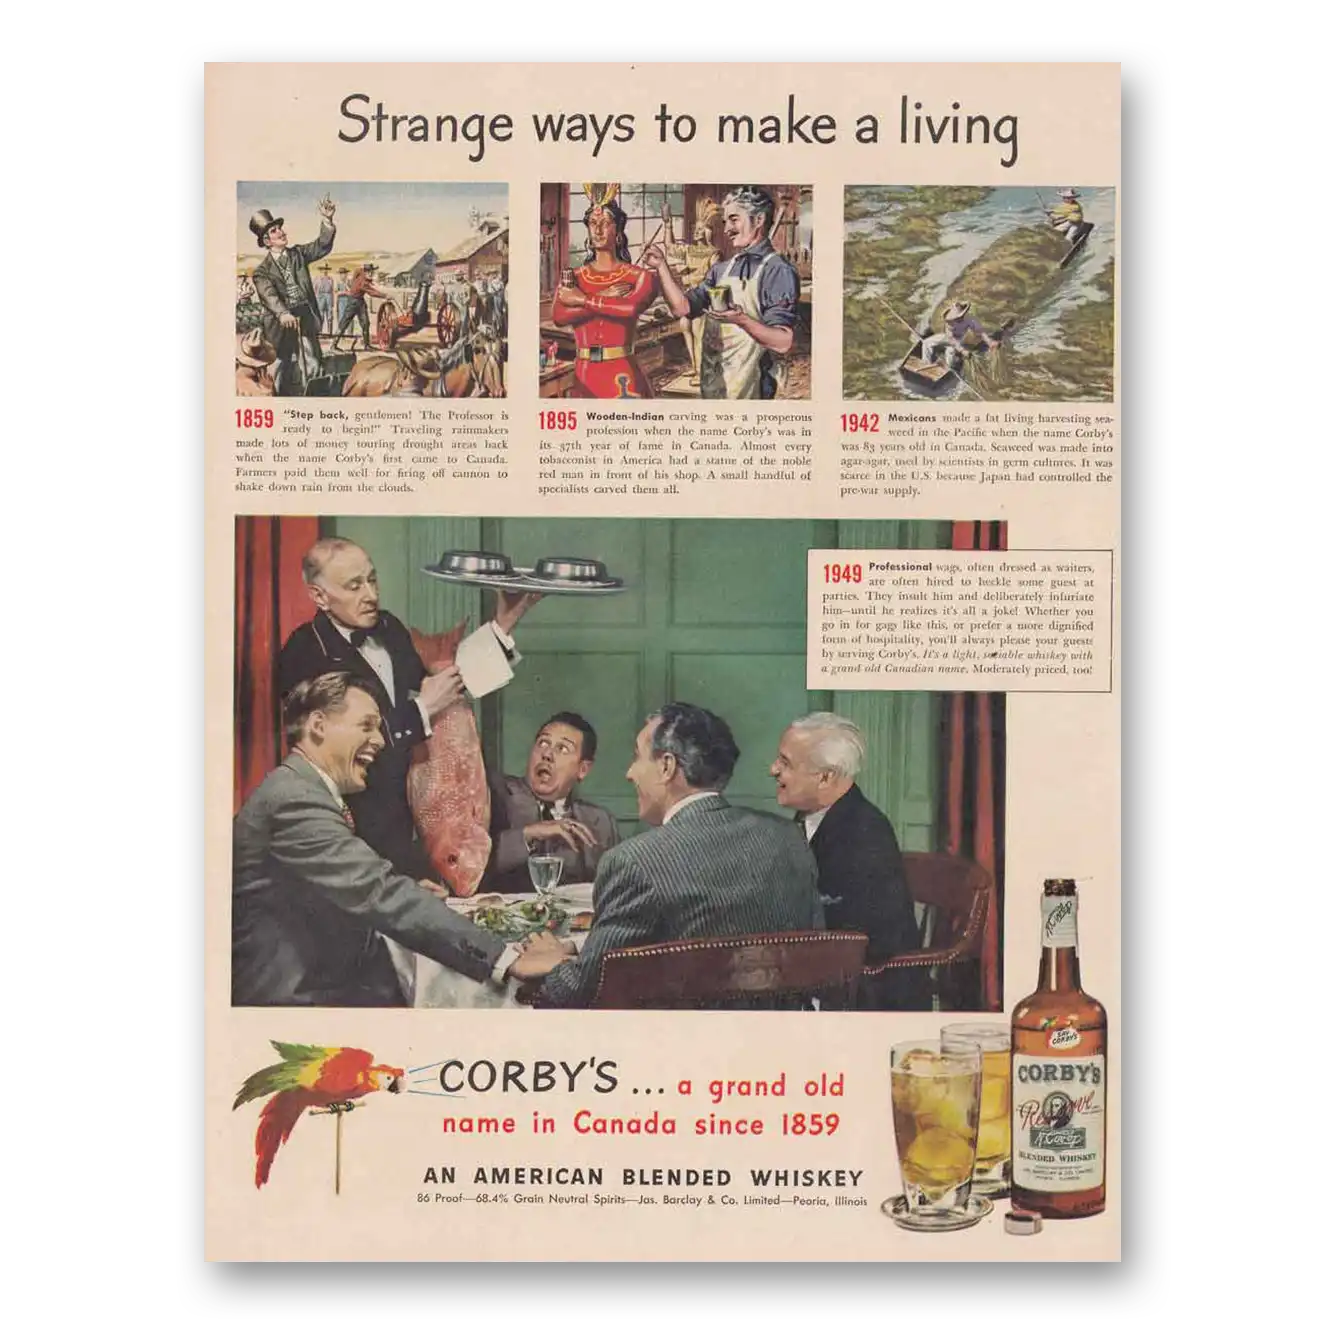 Strange ways to make a living
1859 "Step back, gentlemen! The Professor is
ready to begin!" Traveling rainmakers
made lots of money touring drought areas back
when the name Corby's first came to Canada.
Farmers paid them well for firing off cannon to
shake down rain from the clouds.
1895 Wooden-Indian carving was a prosperous
profession when the name Corby's was in
its 37th year of fame in Canada. Almost every
tobacconist in America had a statue of the noble
red man in front of his shop. A small handful of
specialists carved them all.
1942 Mexicans made a fat living harvesting sea-
weed in the Pacific when the name Corby's
was 83 years old in Canada. Seaweed was made into
agar-agar, used by scientists in germ cultures. It was
scarce in the U.S. because Japan had controlled the
pre-war supply.
1949 Professional wags, often dressed as waiters,
are often hired to heckle some guest at
parties. They insult him and deliberately infuriate
him—until he realizes it's all a joke! Whether you
go in for gags like this, or prefer a more dignified
form of hospitality, you'll always please your guests
by serving Corby's. It's a light, sociable whiskey with
a grand old Canadian name. Moderately priced, too!
CORBY'S ... a grand old
name in Canada since 1859
AN AMERICAN BLENDED WHISKEY
86 Proof—68.4% Grain Neutral Spirits—Jas. Barclay & Co. Limited—Peoria, Illinois
SAY
CORBY'S
CORBY'S
Reserve
BLENDED WHISKEY